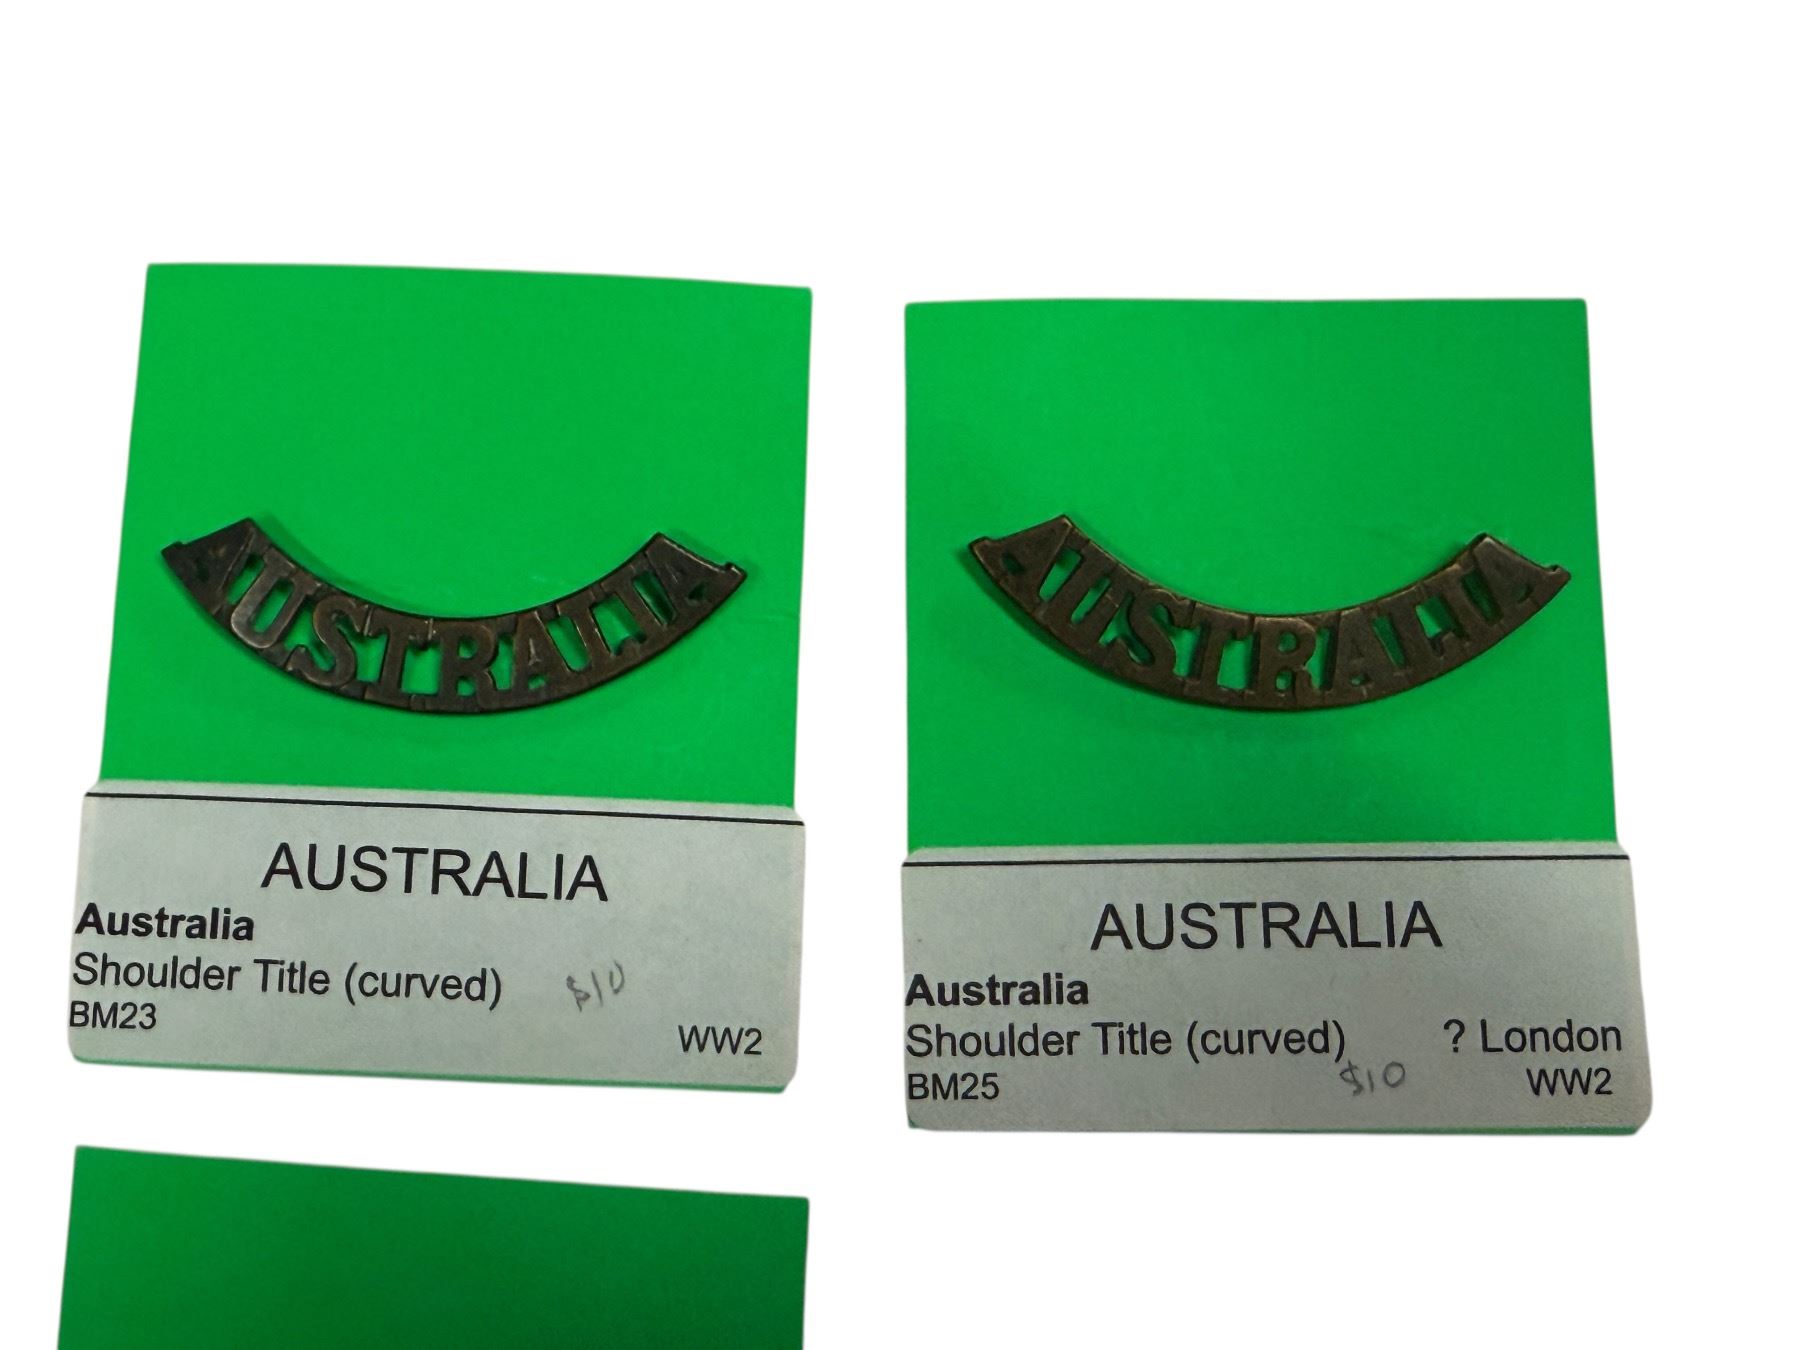 AUSTRALIA
AUSTRALIA
Australia
Shoulder Title (curved) $10
BM23
WW2
AUSTRALIA
AUSTRALIA
Australia
Shoulder Title (curved) ? London
BM25 $10 WW2